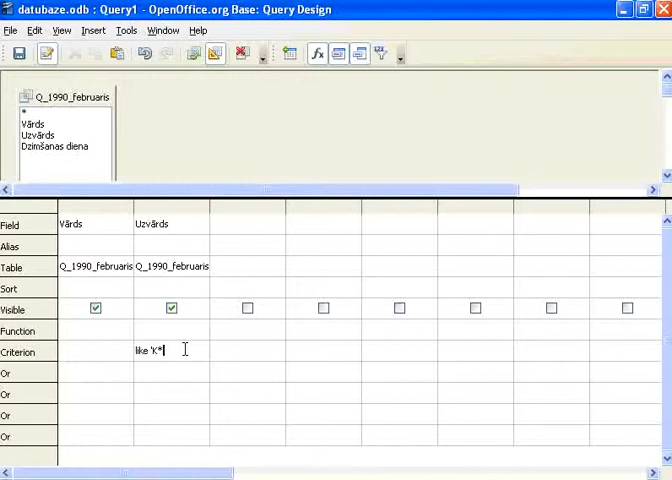 datubaze.odb : Query1 - OpenOffice.org Base: Query Design
File Edit View Insert Tools Window Help
Q_1990_februaris
*
Vārds
Uzvārds
Dzimšanas diena
Field Vārds Uzvārds
Alias
Table Q_1990_februaris Q_1990_februaris
Sort
Visible
Function
Criterion like 'K*
Or
Or
Or
Or